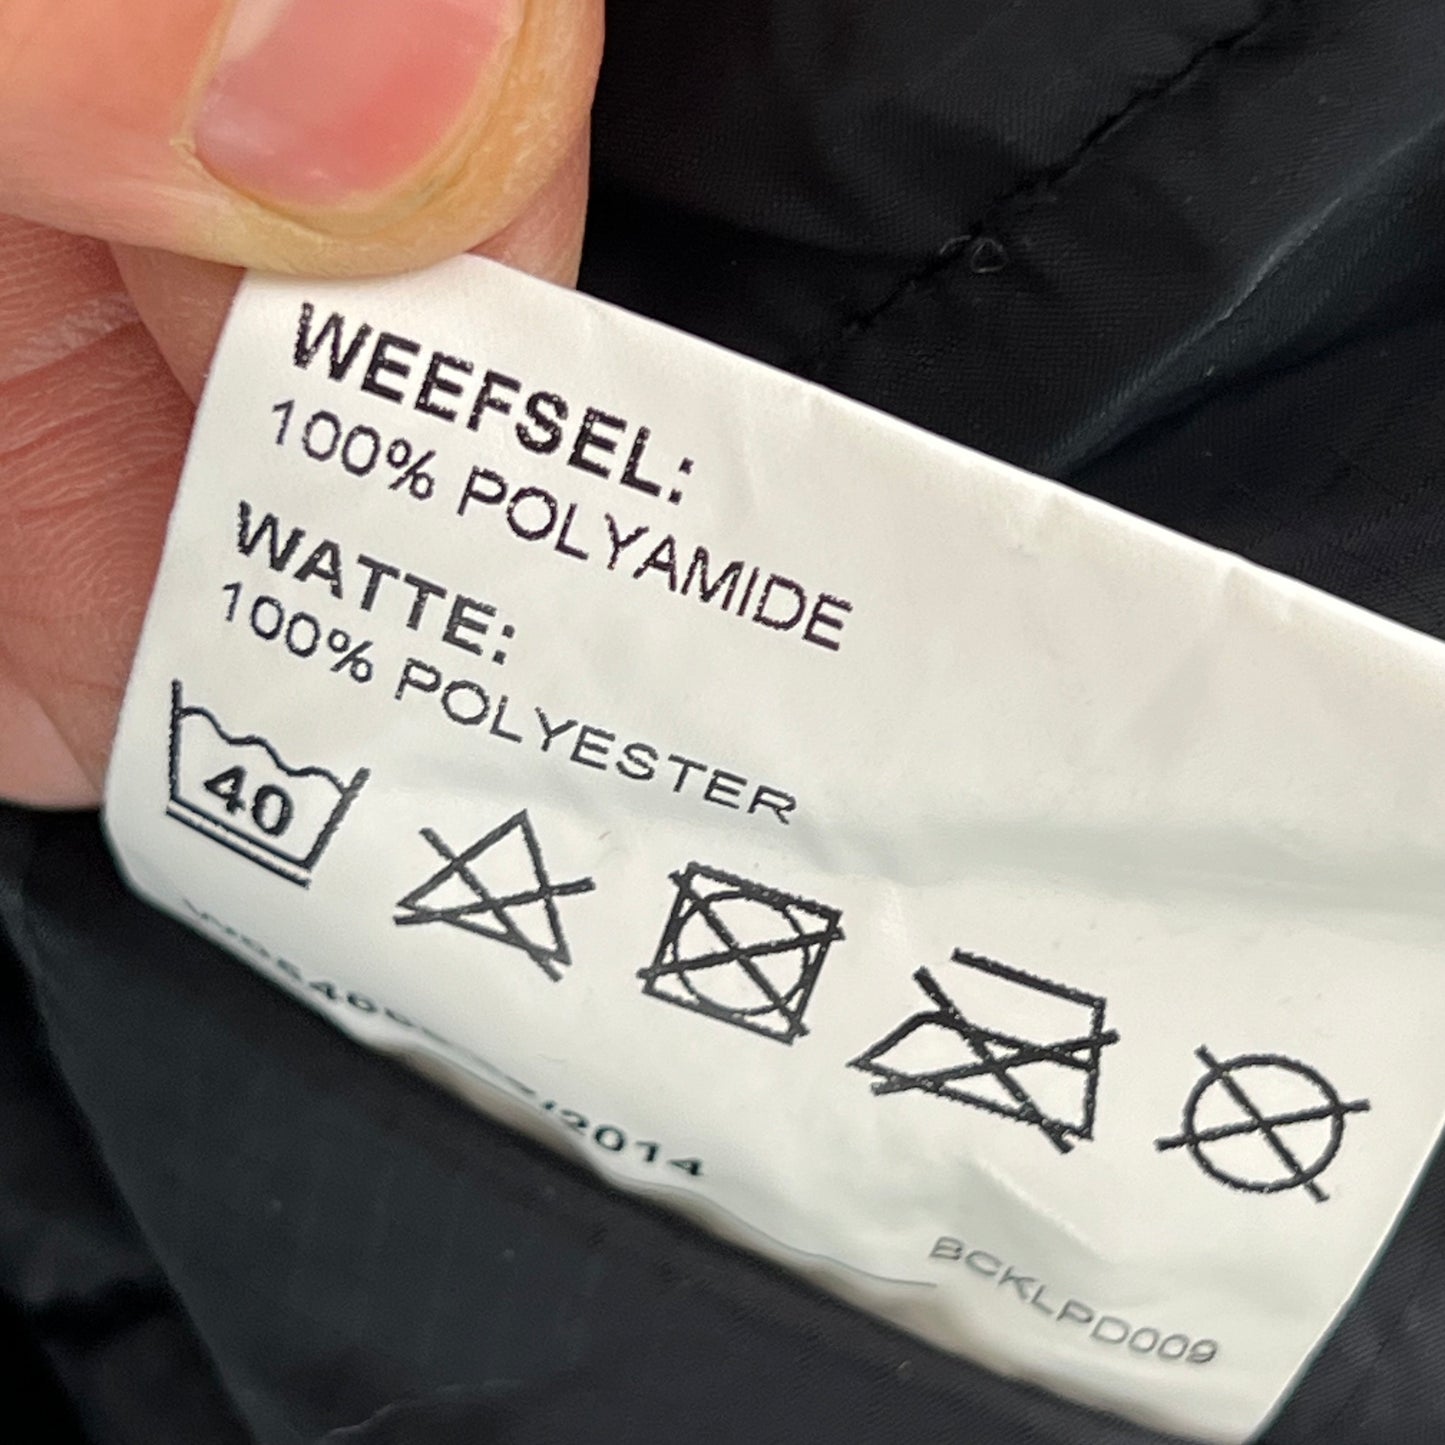 WEEFSEL:
100% POLYAMIDE
WATTE:
100% POLYESTER
40
/2014
BCKLPD009